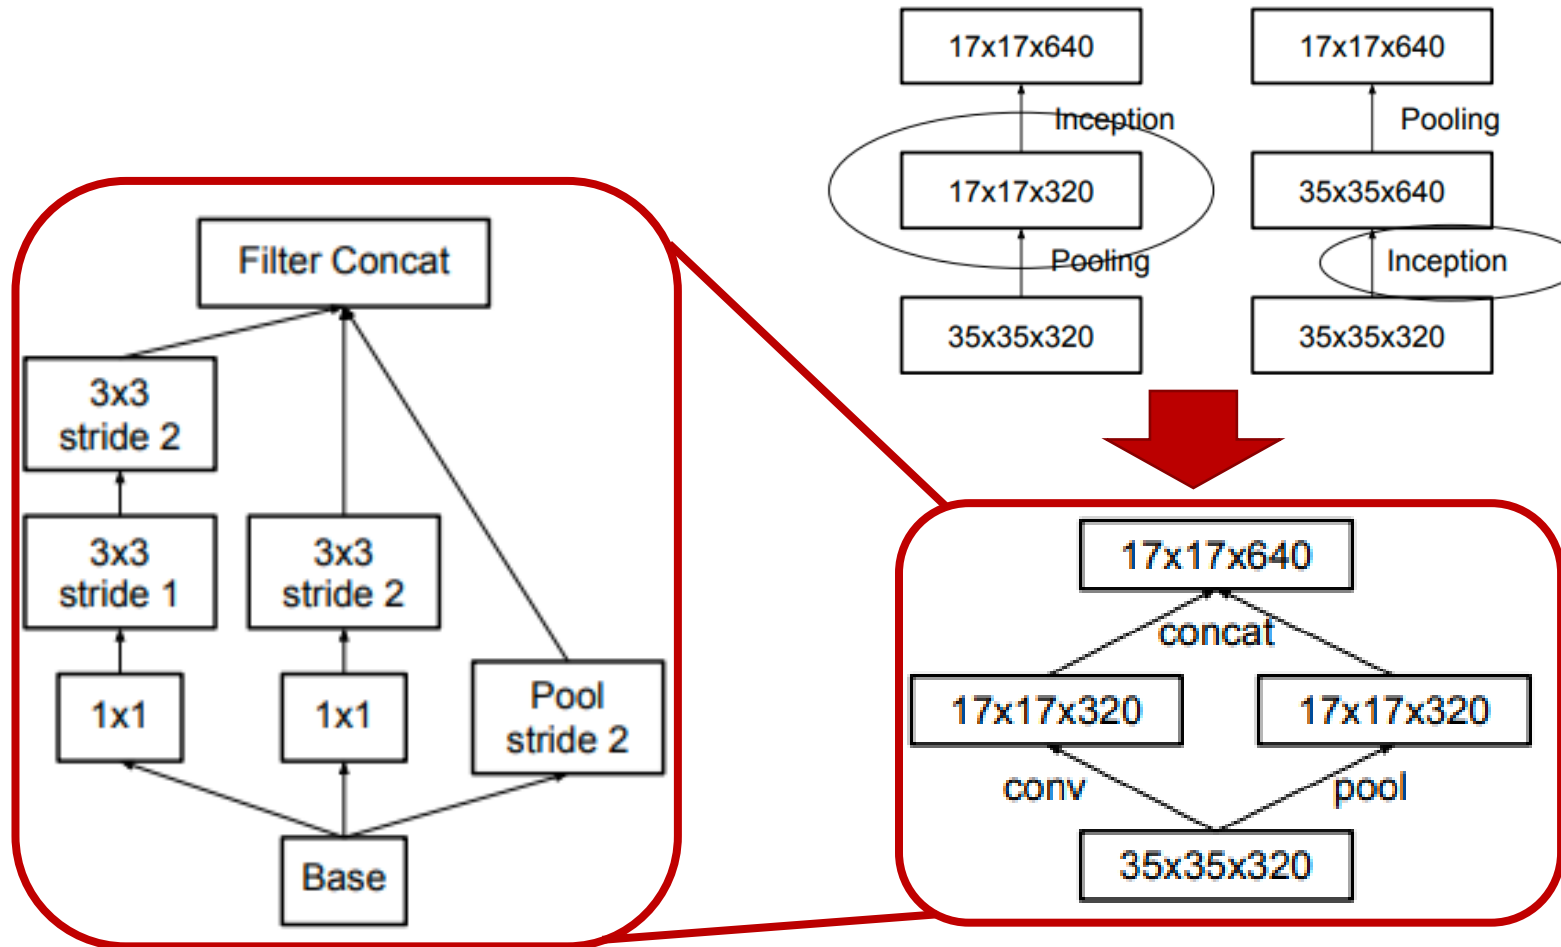 17x17x640
Inception
17x17x320
Pooling
35x35x320
17x17x640
Pooling
35x35x640
Inception
35x35x320
Filter Concat
3x3
stride 2
3x3
stride 1
3x3
stride 2
1x1
1x1
Pool
stride 2
Base
17x17x640
concat
17x17x320
17x17x320
conv
pool
35x35x320